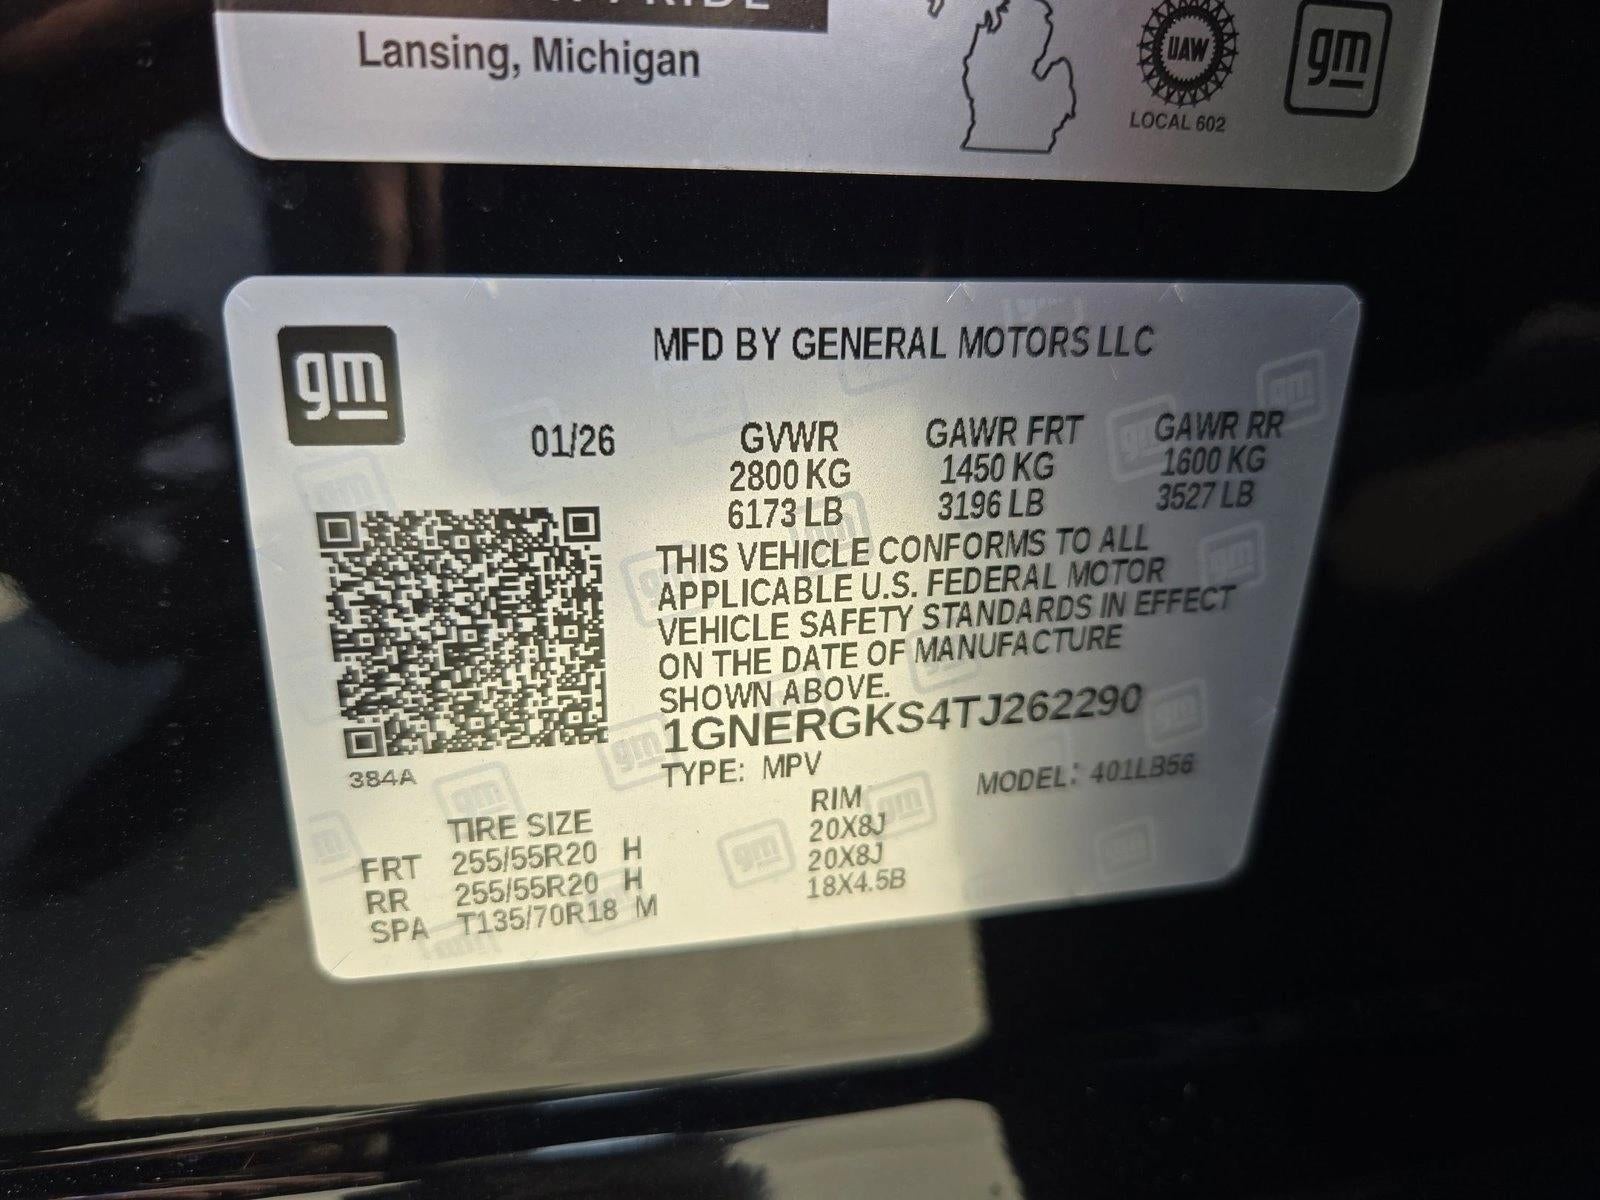 Lansing, Michigan
UAW
LOCAL 602
gm
gm
MFD BY GENERAL MOTORS LLC
01/26
GVWR GAWR FRT GAWR RR
2800 KG 1450 KG 1600 KG
6173 LB 3196 LB 3527 LB
THIS VEHICLE CONFORMS TO ALL
APPLICABLE U.S. FEDERAL MOTOR
VEHICLE SAFETY STANDARDS IN EFFECT
ON THE DATE OF MANUFACTURE
SHOWN ABOVE.
1GNERGKS4TJ262290
384A
TYPE: MPV MODEL: 401LB56
TIRE SIZE RIM
FRT 255/55R20 H 20X8J
RR 255/55R20 H 20X8J
SPA T135/70R18 M 18X4.5B